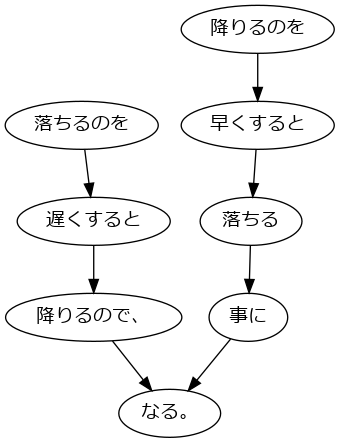 降りるのを
落ちるのを
早くすると
遅くすると
落ちる
降りるので、
事に
なる。